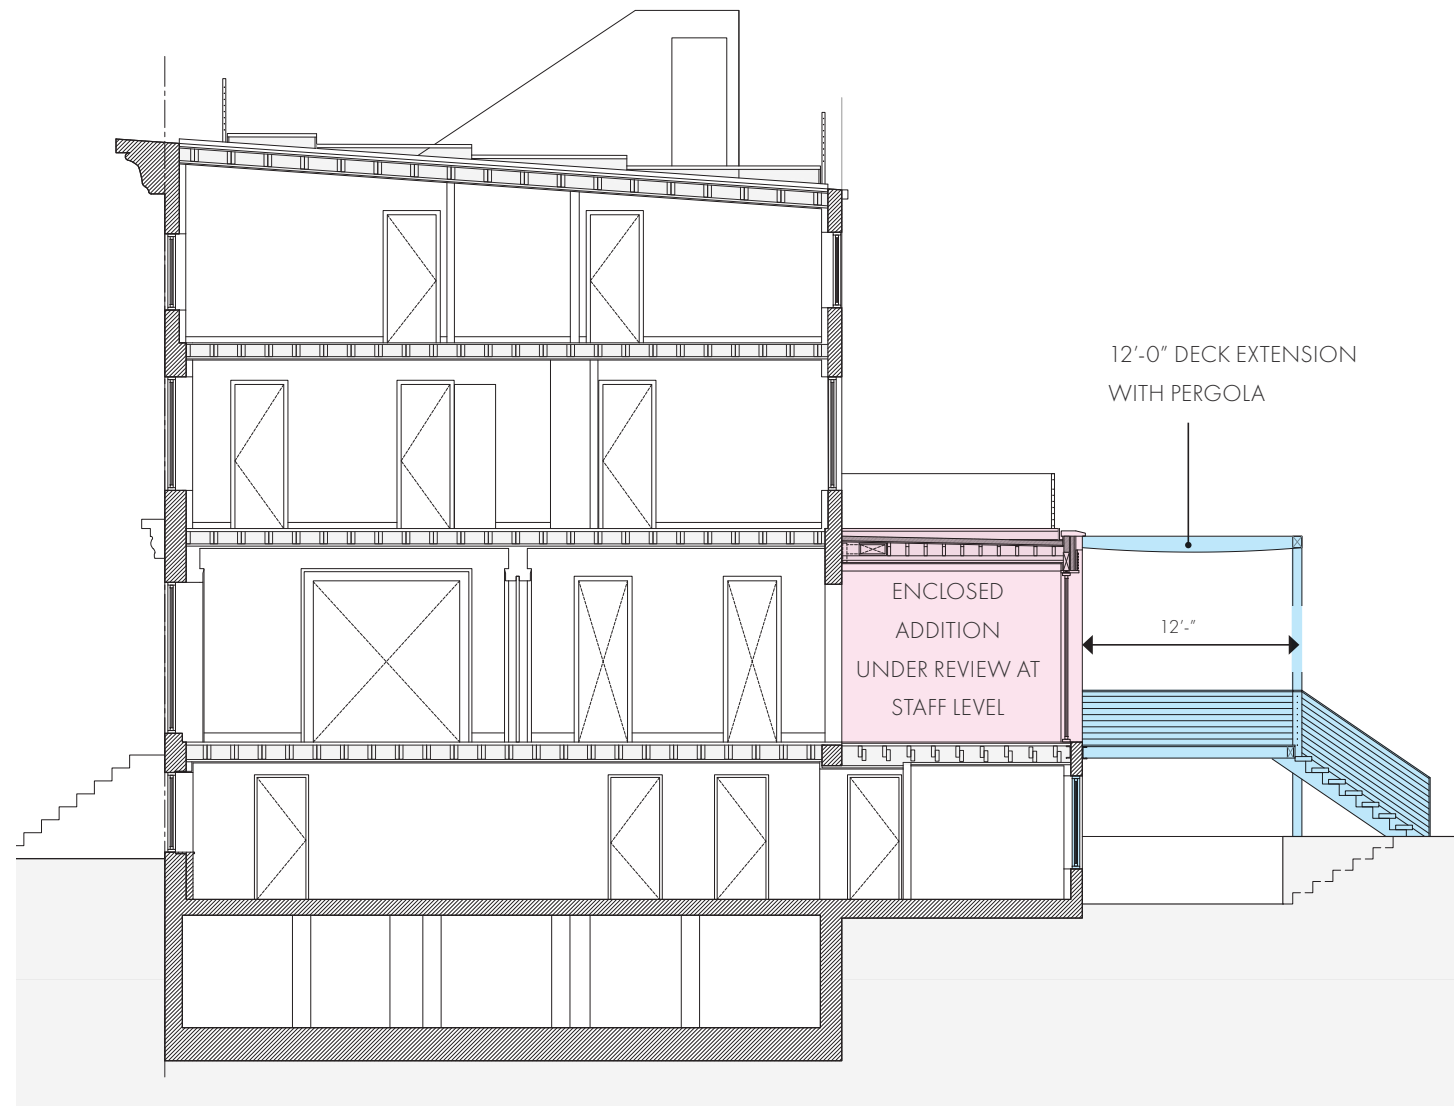 12'-0" DECK EXTENSION
WITH PERGOLA
ENCLOSED
ADDITION
UNDER REVIEW AT
STAFF LEVEL
12'-"